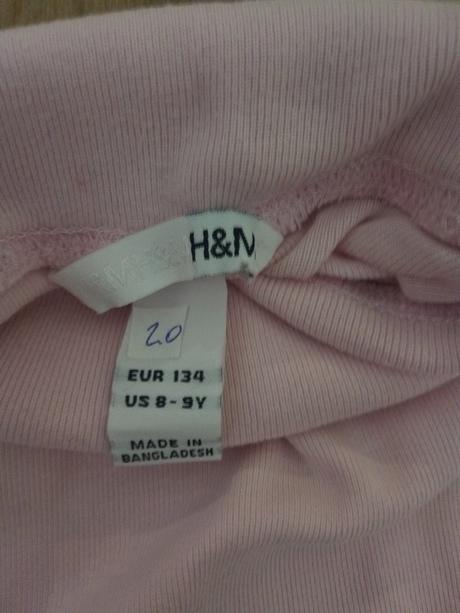 H&M
20
EUR 134
US 8-9Y
MADE IN
BANGLADESH